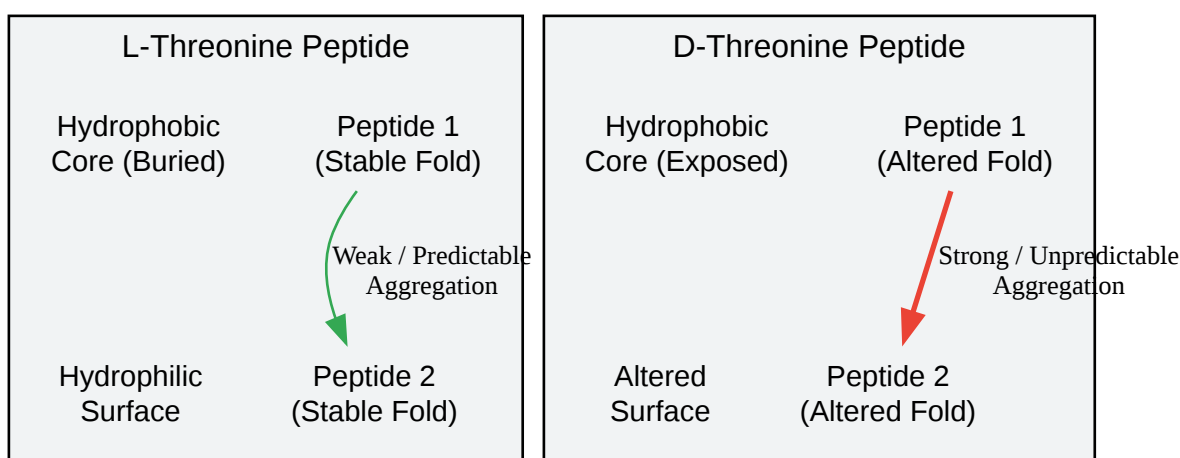 L-Threonine Peptide
Hydrophobic
Core (Buried)
Peptide 1
(Stable Fold)
Weak / Predictable
Aggregation
Hydrophilic
Surface
Peptide 2
(Stable Fold)
D-Threonine Peptide
Hydrophobic
Core (Exposed)
Peptide 1
(Altered Fold)
Strong / Unpredictable
Aggregation
Altered
Surface
Peptide 2
(Altered Fold)